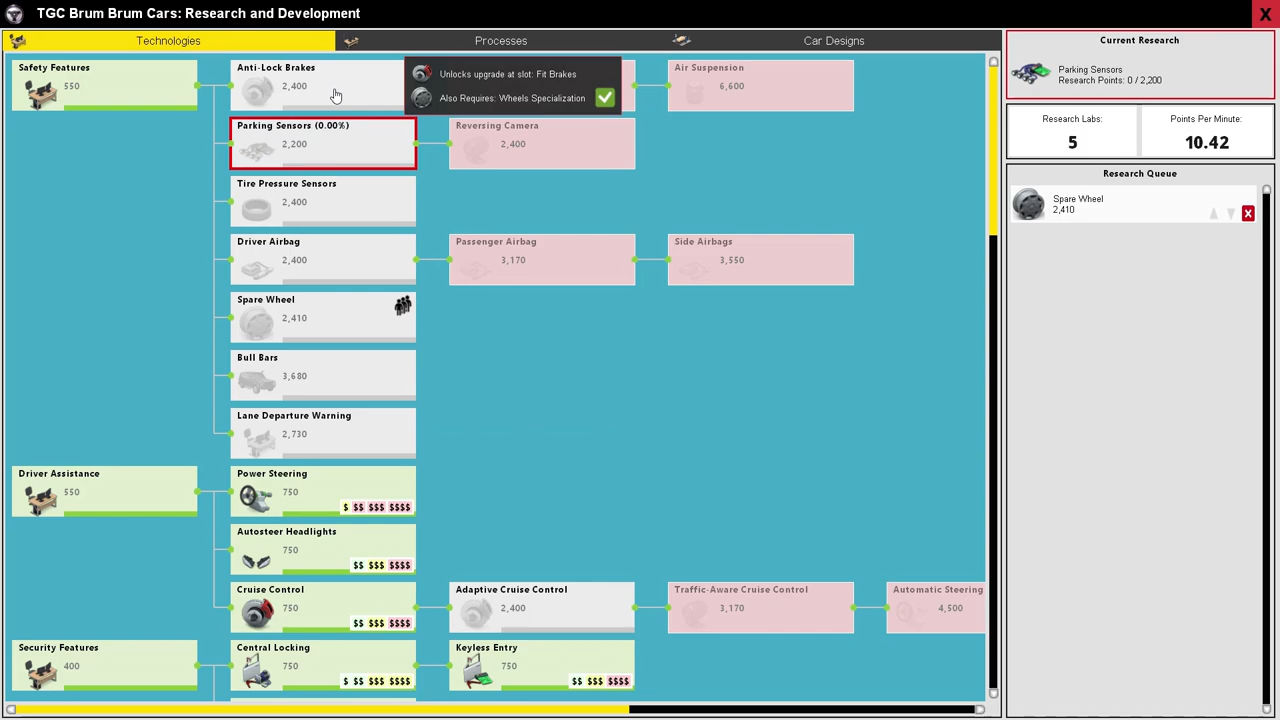 TGC Brum Brum Cars: Research and Development
X
Technologies
Processes
Car Designs
Safety Features
550
Anti-Lock Brakes
2,400
Unlocks upgrade at slot: Fit Brakes
Also Requires: Wheels Specialization
Air Suspension
6,600
Parking Sensors (0.00%)
2,200
Reversing Camera
2,400
Tire Pressure Sensors
2,400
Driver Airbag
2,400
Passenger Airbag
3,170
Side Airbags
3,550
Spare Wheel
2,410
Bull Bars
3,680
Lane Departure Warning
2,730
Driver Assistance
550
Power Steering
750
$ $$ $$$ $$$$
Autosteer Headlights
750
$$ $$$ $$$$
Cruise Control
750
$$ $$$ $$$$
Adaptive Cruise Control
2,400
Traffic-Aware Cruise Control
3,170
Automatic Steering
4,500
Security Features
400
Central Locking
750
$ $$ $$$ $$$$
Keyless Entry
750
$$ $$$ $$$$
Current Research
Parking Sensors
Research Points: 0 / 2,200
Research Labs:
5
Points Per Minute:
10.42
Research Queue
Spare Wheel
2,410
X